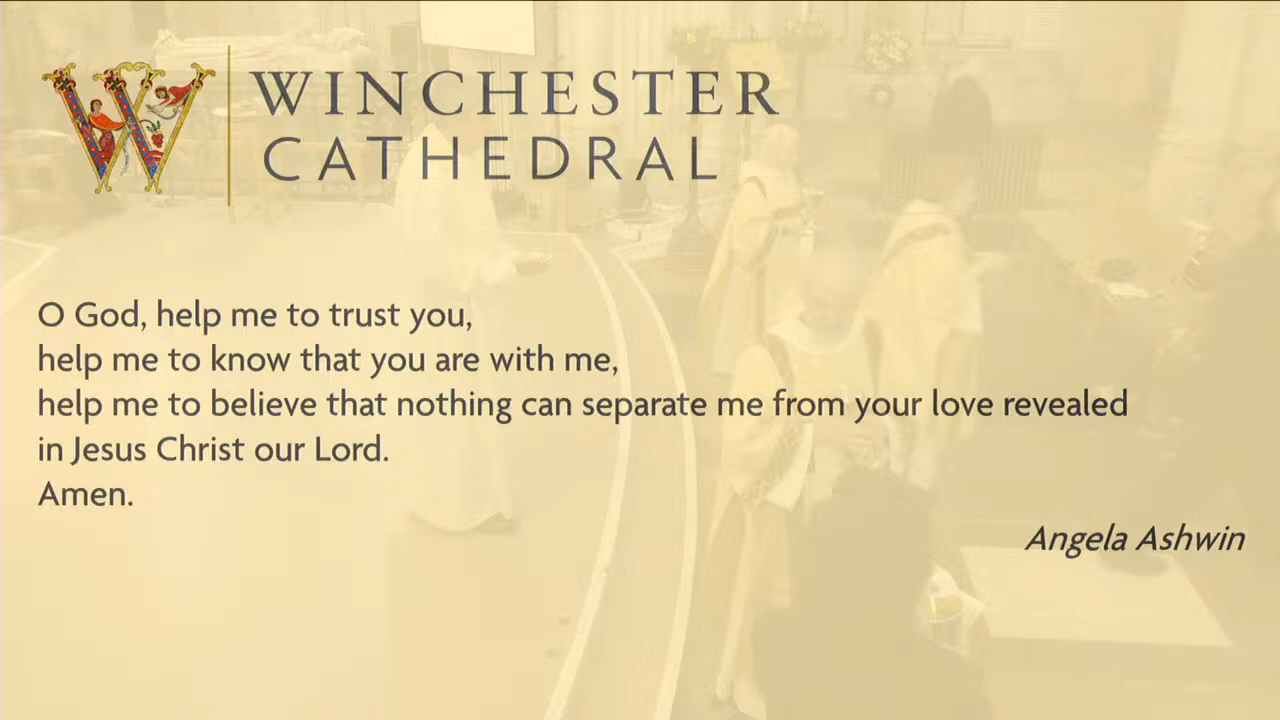 WINCHESTER
CATHEDRAL
O God, help me to trust you,
help me to know that you are with me,
help me to believe that nothing can separate me from your love revealed
in Jesus Christ our Lord.
Amen.
Angela Ashwin